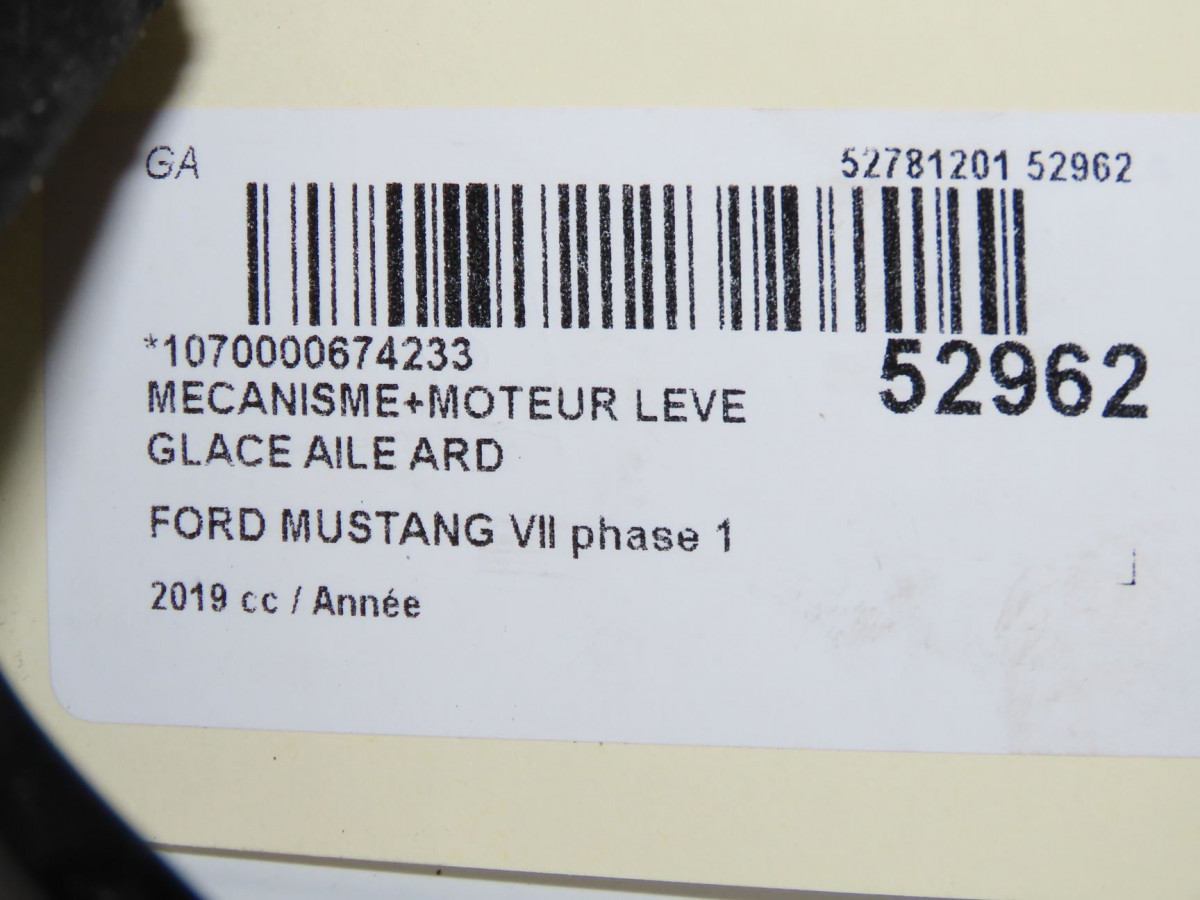 GA
52781201 52962
*1070000674233
52962
MECANISME+MOTEUR LEVE
GLACE AILE ARD
FORD MUSTANG VII phase 1
2019 cc / Année